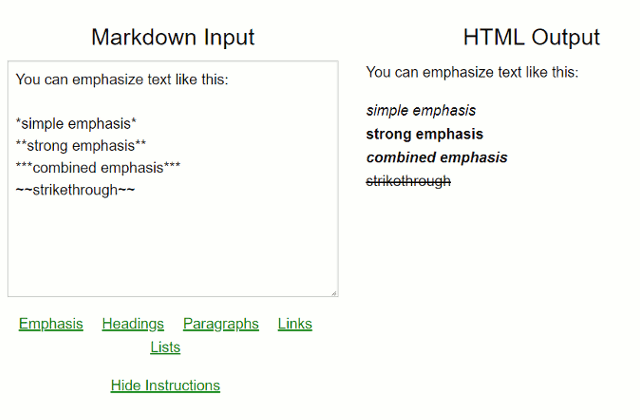 Markdown Input
You can emphasize text like this:
*simple emphasis*
**strong emphasis**
***combined emphasis***
~~strikethrough~~
Emphasis Headings Paragraphs Links
Lists
Hide Instructions
HTML Output
You can emphasize text like this:
simple emphasis
strong emphasis
combined emphasis
strikethrough